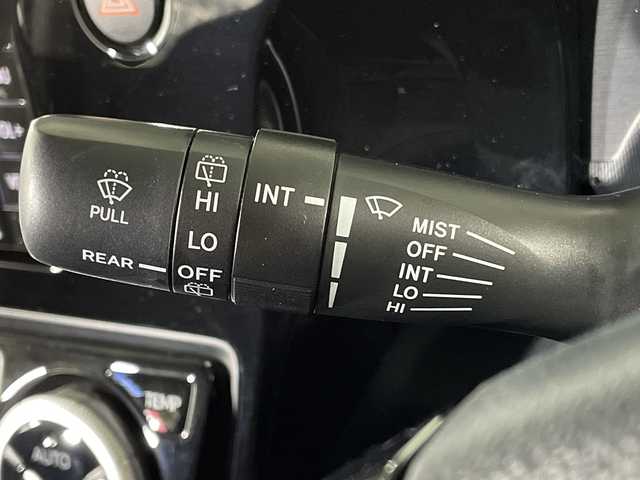 PULL
REAR
HI
LO
OFF
INT
MIST
OFF
INT
LO
HI
TEMP
AUTO